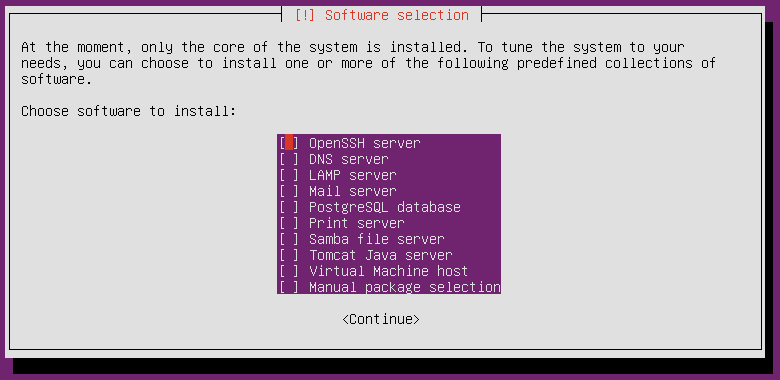 [!] Software selection
At the moment, only the core of the system is installed. To tune the system to your
needs, you can choose to install one or more of the following predefined collections of
software.
Choose software to install:
[ ] OpenSSH server
[ ] DNS server
[ ] LAMP server
[ ] Mail server
[ ] PostgreSQL database
[ ] Print server
[ ] Samba file server
[ ] Tomcat Java server
[ ] Virtual Machine host
[ ] Manual package selection
<Continue>